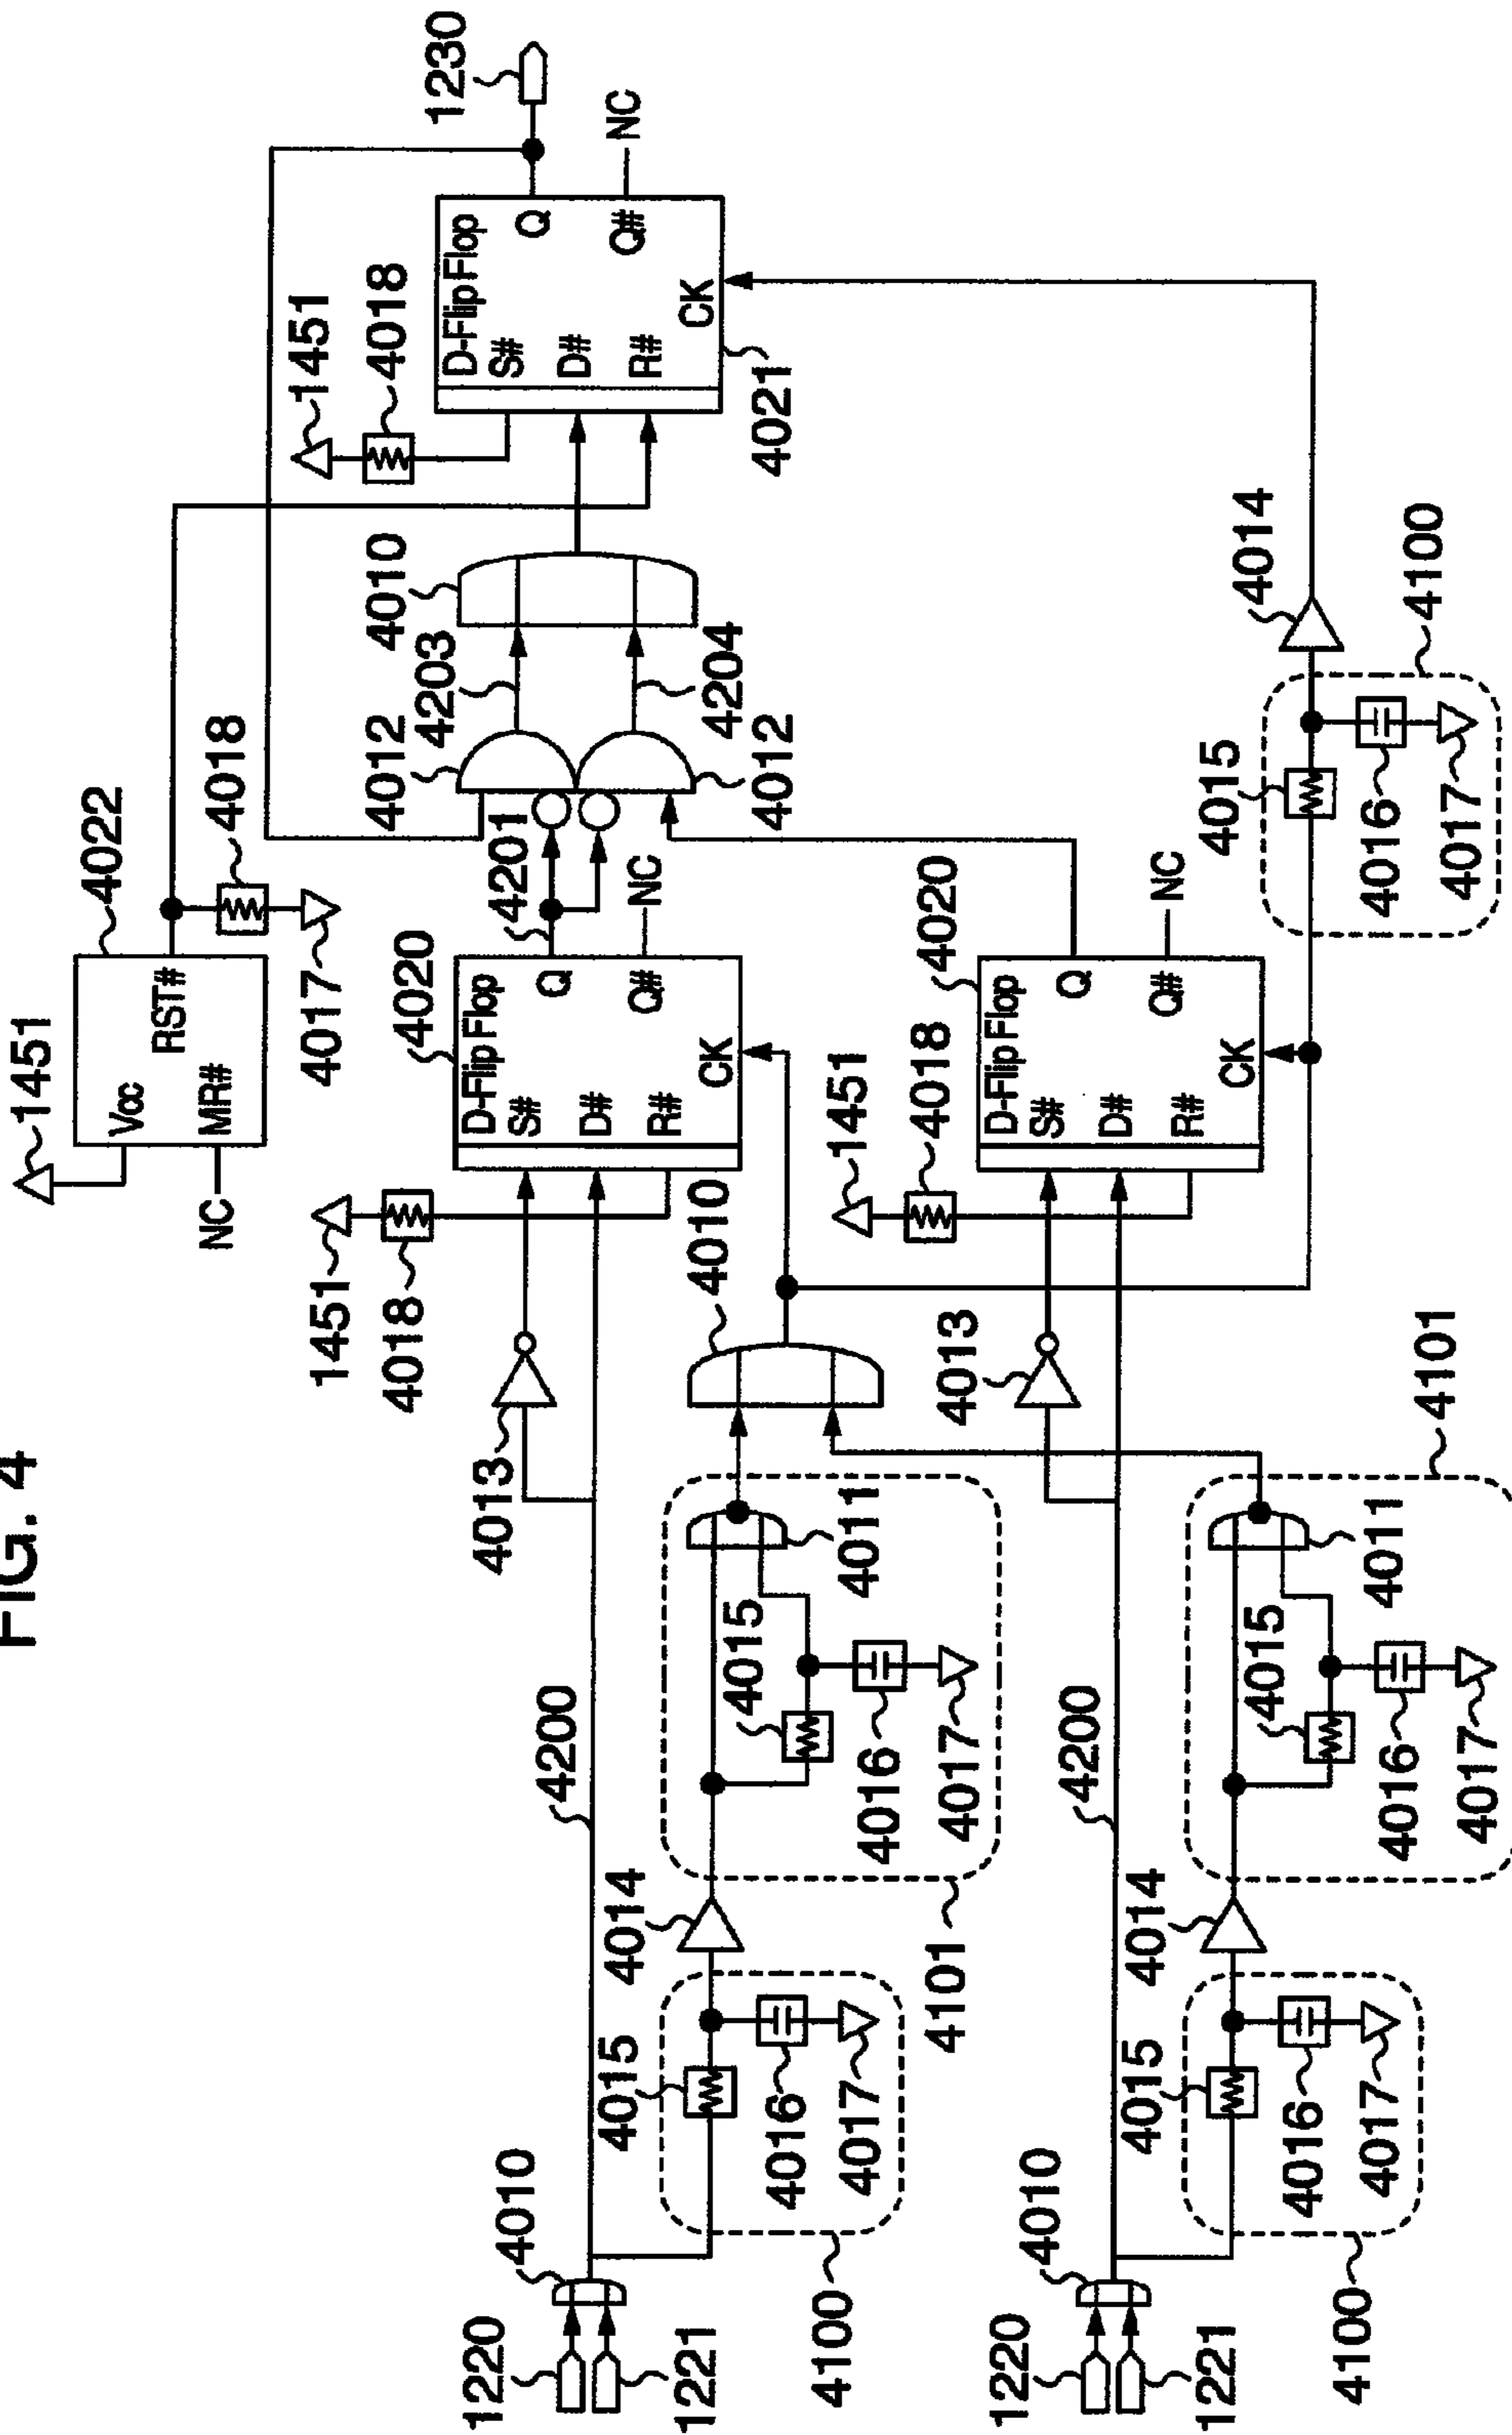 FIG. 4
1451
4022
Vcc
RST#
MR#
NC
4018
4017
1451
4018
4013
4020
D-Flip Flop
S#
D#
R#
Q
Q#
CK
NC
4201
4012
4203
4204
4012
4010
1451
4018
D-Flip Flop
S#
D#
R#
Q
Q#
CK
NC
4021
1230
1220
1221
4010
4200
4100
4015
4016
4017
4014
4101
4015
4016
4017
4011
4010
1220
1221
4010
4200
4100
4015
4016
4017
4014
4101
4015
4016
4017
4011
4013
1451
4018
4020
D-Flip Flop
S#
D#
R#
Q
Q#
CK
NC
4015
4016
4017
4014
4100